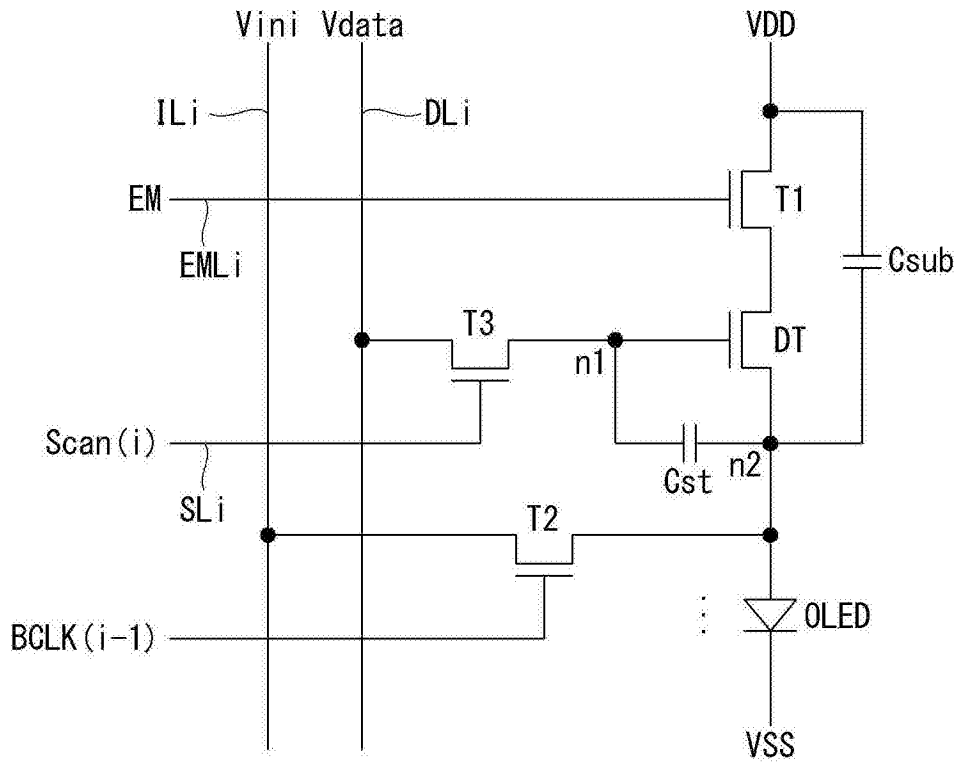 Vini Vdata VDD
ILi DLi
EM T1
EMLi Csub
T3
n1 DT
Scan(i)
n2
Cst
SLi
T2
BCLK(i-1) OLED
VSS